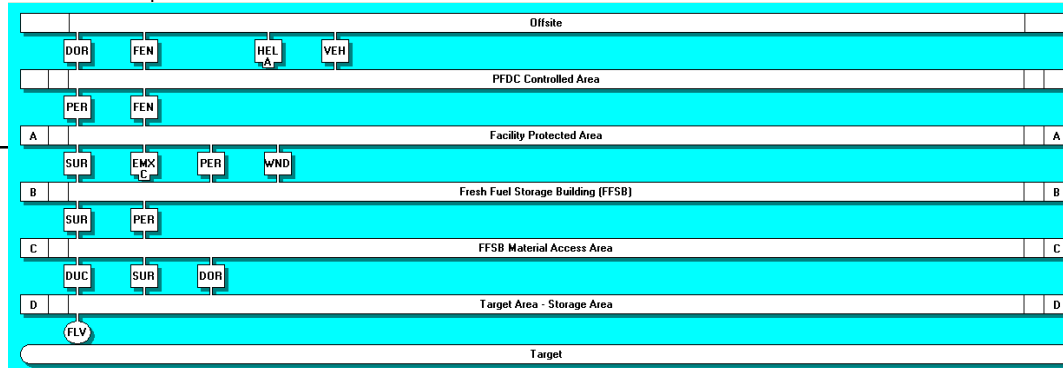 Offsite
DOR FEN HEL A VEH
PFDC Controlled Area
PER FEN
A Facility Protected Area A
SUR EMX C PER WND
B Fresh Fuel Storage Building (FFSB) B
SUR PER
C FFSB Material Access Area C
DUC SUR DOR
D Target Area - Storage Area D
FLV
Target